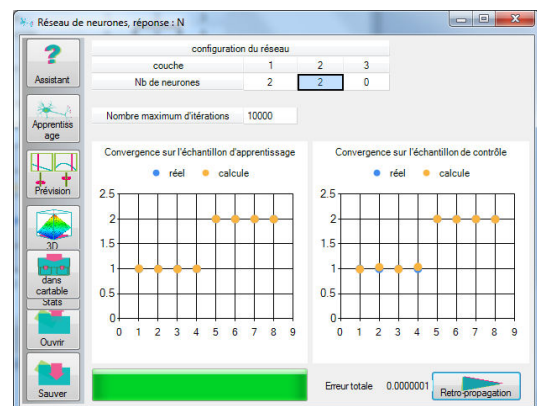 Réseau de neurones, réponse : N
Assistant
Apprentiss
age
Prévision
3D
dans
cartable
Stats
Ouvrir
Sauver
configuration du réseau
couche 1 2 3
Nb de neurones 2 2 0
Nombre maximum d'itérations 10000
Convergence sur l'échantillon d'apprentissage
réel calcule
2.5
2
1.5
1
0.5
0
0 1 2 3 4 5 6 7 8 9
Convergence sur l'échantillon de contrôle
réel calcule
2.5
2
1.5
1
0.5
0
0 1 2 3 4 5 6 7 8 9
Erreur totale 0.0000001
Retro-propagation